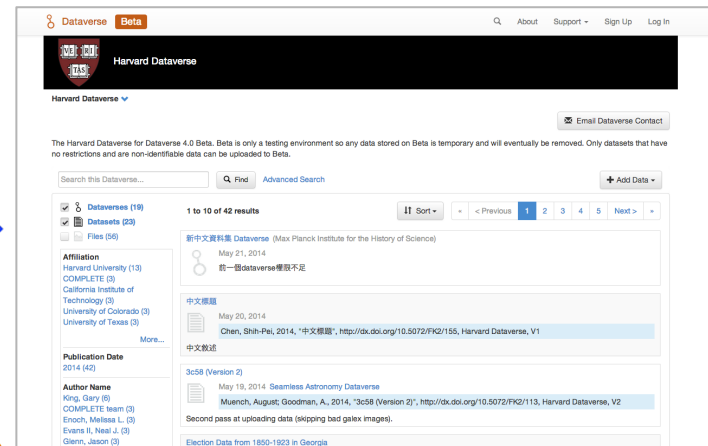 Dataverse Beta
About Support Sign Up Log In
VE RI
TAS
Harvard Dataverse
Harvard Dataverse
Email Dataverse Contact
The Harvard Dataverse for Dataverse 4.0 Beta. Beta is only a testing environment so any data stored on Beta is temporary and will eventually be removed. Only datasets that have
no restrictions and are non-identifiable data can be uploaded to Beta.
Search this Dataverse... Find Advanced Search + Add Data
Dataverses (19)
Datasets (23)
Files (56)
Affiliation
Harvard University (13)
COMPLETE (3)
California Institute of
Technology (3)
University of Colorado (3)
University of Texas (3)
More...
Publication Date
2014 (42)
Author Name
King, Gary (6)
COMPLETE team (3)
Enoch, Melissa L. (3)
Evans II, Neal J. (3)
Glenn, Jason (3)
1 to 10 of 42 results Sort « < Previous 1 2 3 4 5 Next > »
新中文資料集 Dataverse (Max Planck Institute for the History of Science)
May 21, 2014
前一個dataverse權限不足
中文標題
May 20, 2014
Chen, Shih-Pei, 2014, "中文標題", http://dx.doi.org/10.5072/FK2/155, Harvard Dataverse, V1
中文敘述
3c58 (Version 2)
May 19, 2014 Seamless Astronomy Dataverse
Muench, August; Goodman, A., 2014, "3c58 (Version 2)", http://dx.doi.org/10.5072/FK2/113, Harvard Dataverse, V2
Second pass at uploading data (skipping bad galex images).
Election Data from 1850-1923 in Georgia